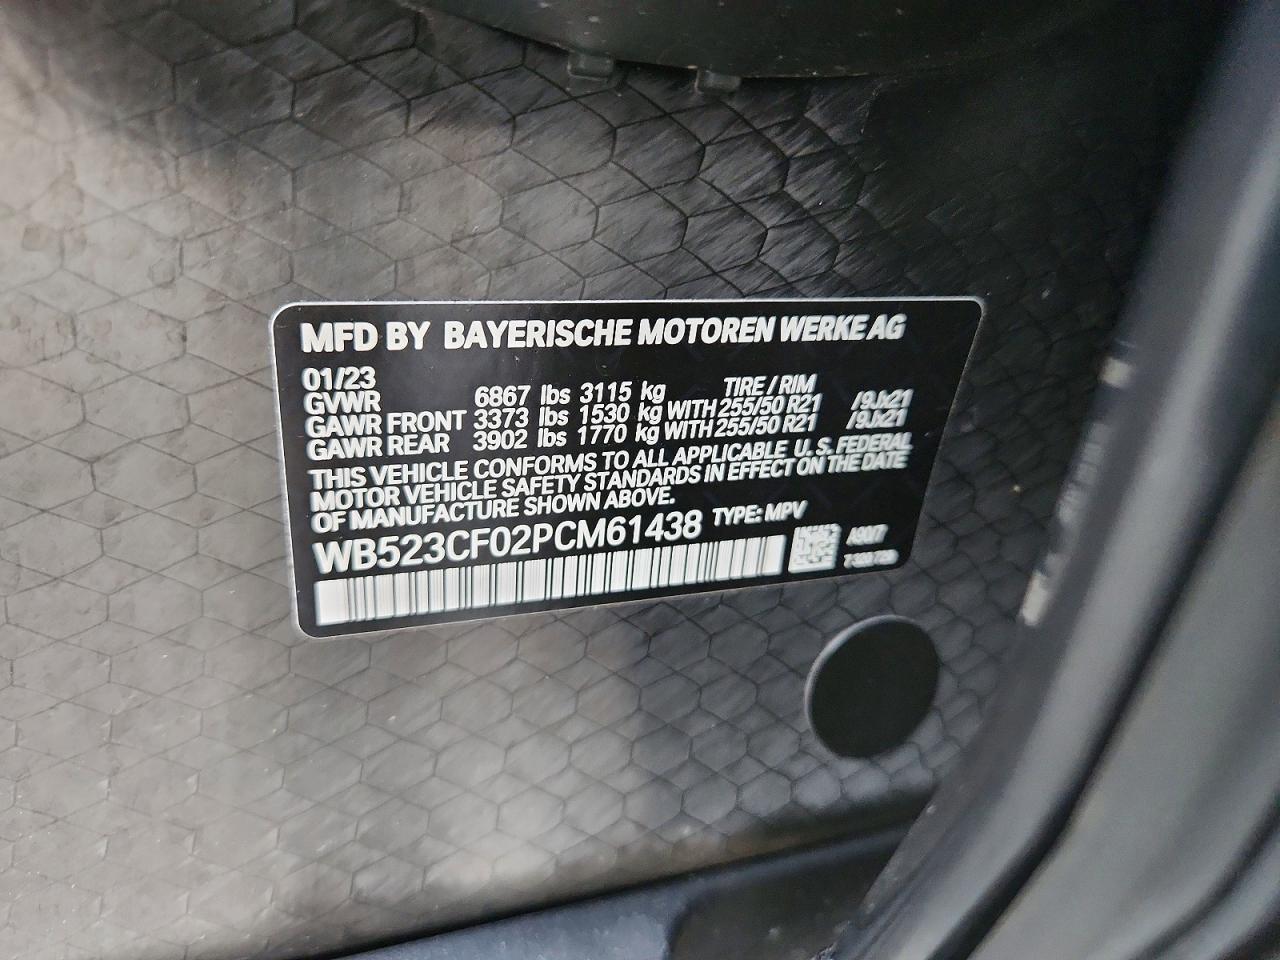 MFD BY BAYERISCHE MOTOREN WERKE AG
01/23
GVWR 6867 lbs 3115 kg TIRE / RIM
GAWR FRONT 3373 lbs 1530 kg WITH 255/50 R21 /9Jx21
GAWR REAR 3902 lbs 1770 kg WITH 255/50 R21 /9Jx21
THIS VEHICLE CONFORMS TO ALL APPLICABLE U. S. FEDERAL
MOTOR VEHICLE SAFETY STANDARDS IN EFFECT ON THE DATE
OF MANUFACTURE SHOWN ABOVE.
WB523CF02PCM61438 TYPE: MPV